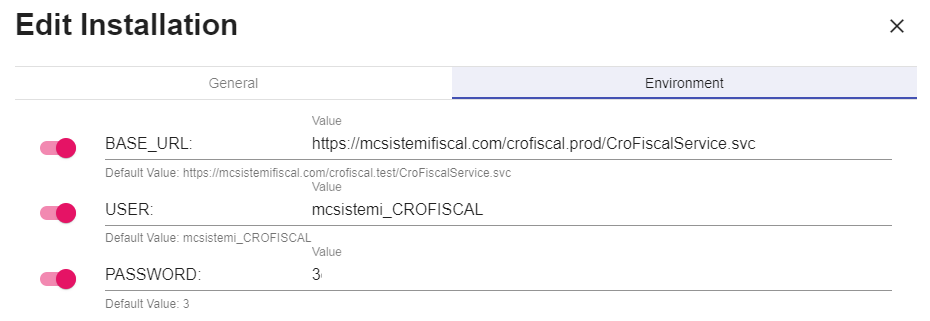 Edit Installation
General Environment
Value
BASE_URL: https://mcsistemifiscal.com/crofiscal.prod/CroFiscalService.svc
Default Value: https://mcsistemifiscal.com/crofiscal.test/CroFiscalService.svc
Value
USER: mcsistemi_CROFISCAL
Default Value: mcsistemi_CROFISCAL
Value
PASSWORD: 3
Default Value: 3